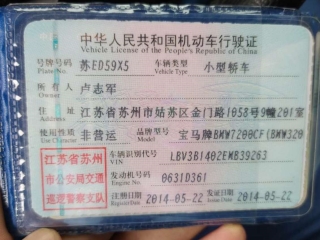 中华人民共和国机动车行驶证
Vehicle License of the People's Republic of China
号牌号码 苏ED59X5 车辆类型 小型轿车
Plate No. Vehicle Type
所有人 卢志军
Owner
住址 江苏省苏州市姑苏区金门路1058号9幢201室
使用性质 非营运 品牌型号 宝马牌BMW7200CF(BMW320
江苏省苏州
市公安局交通
巡逻警察支队
车辆识别代号 LBV3B1402EMB39263
VIN
发动机号码 0631D361
Engine No.
注册日期 2014-05-22 发证日期 2014-05-22
Register Date Issue Date